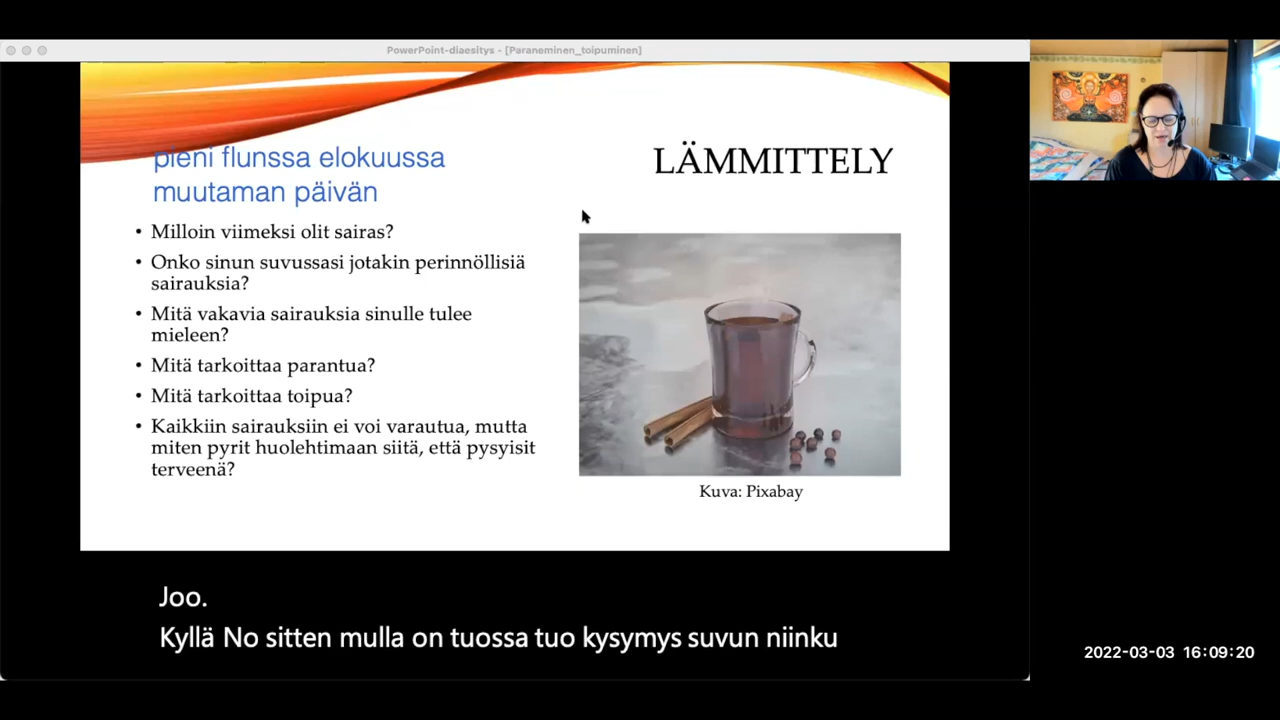 PowerPoint-diaesitys - [Paraneminen_toipuminen]
pieni flunssa elokuussa
muutaman päivän
LÄMMITTELY
• Milloin viimeksi olit sairas?
• Onko sinun suvussasi jotakin perinnöllisiä
sairauksia?
• Mitä vakavia sairauksia sinulle tulee
mieleen?
• Mitä tarkoittaa parantua?
• Mitä tarkoittaa toipua?
• Kaikkiin sairauksiin ei voi varautua, mutta
miten pyrit huolehtimaan siitä, että pysyisit
terveenä?
Kuva: Pixabay
Joo.
Kyllä No sitten mulla on tuossa tuo kysymys suvun niinku
2022-03-03 16:09:20